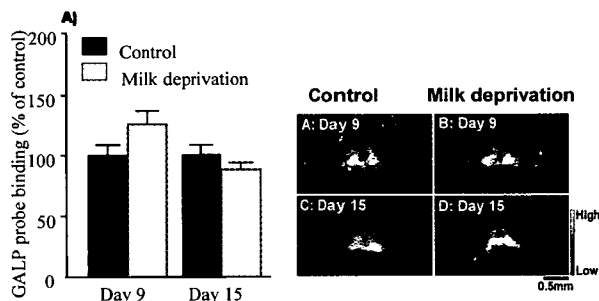 A)
200
150
100
50
0
GALP probe binding (% of control)
Control
Milk deprivation
Day 9
Day 15
Control
Milk deprivation
A: Day 9
B: Day 9
C: Day 15
D: Day 15
High
Low
0.5mm